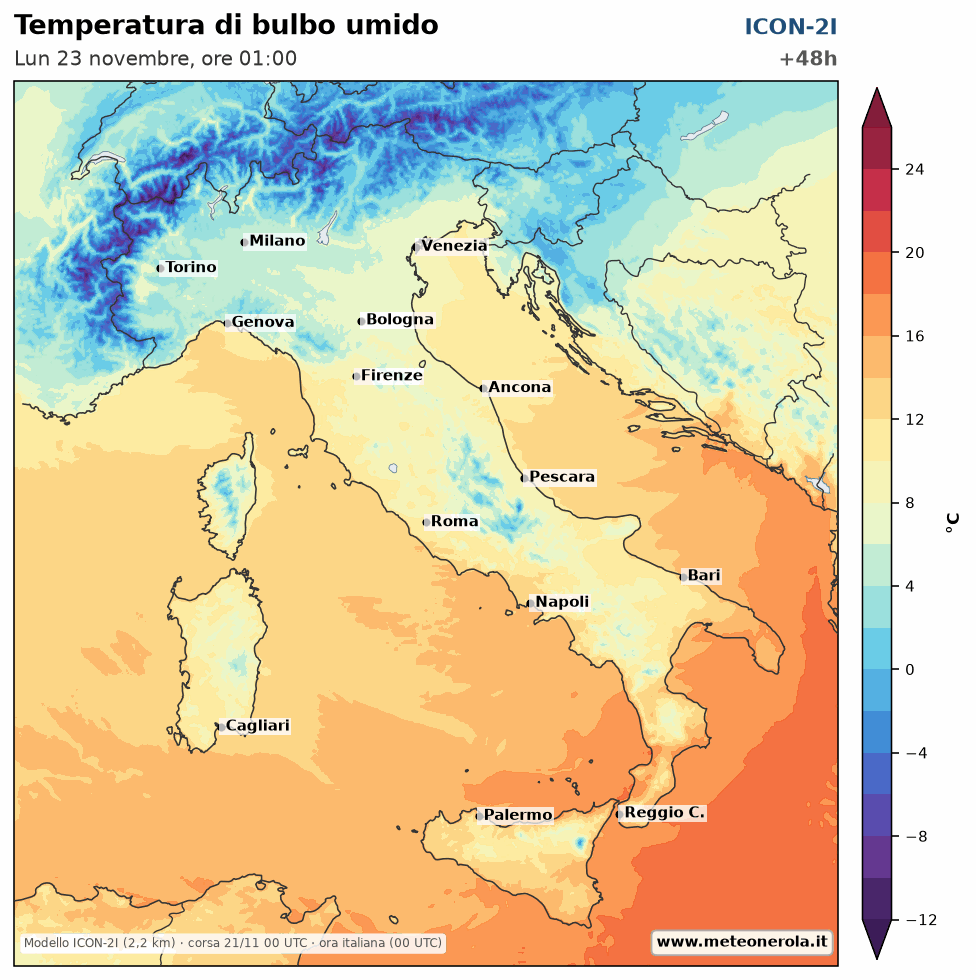 Temperatura di bulbo umido
ICON-2I
Lun 23 novembre, ore 01:00
+48h
Milano
Venezia
Torino
Genova
Bologna
Firenze
Ancona
Pescara
Roma
Bari
Napoli
Cagliari
Palermo
Reggio C.
24
20
16
12
8
4
0
−4
−8
−12
°C
Modello ICON-2I (2,2 km) · corsa 21/11 00 UTC · ora italiana (00 UTC)
www.meteonerola.it